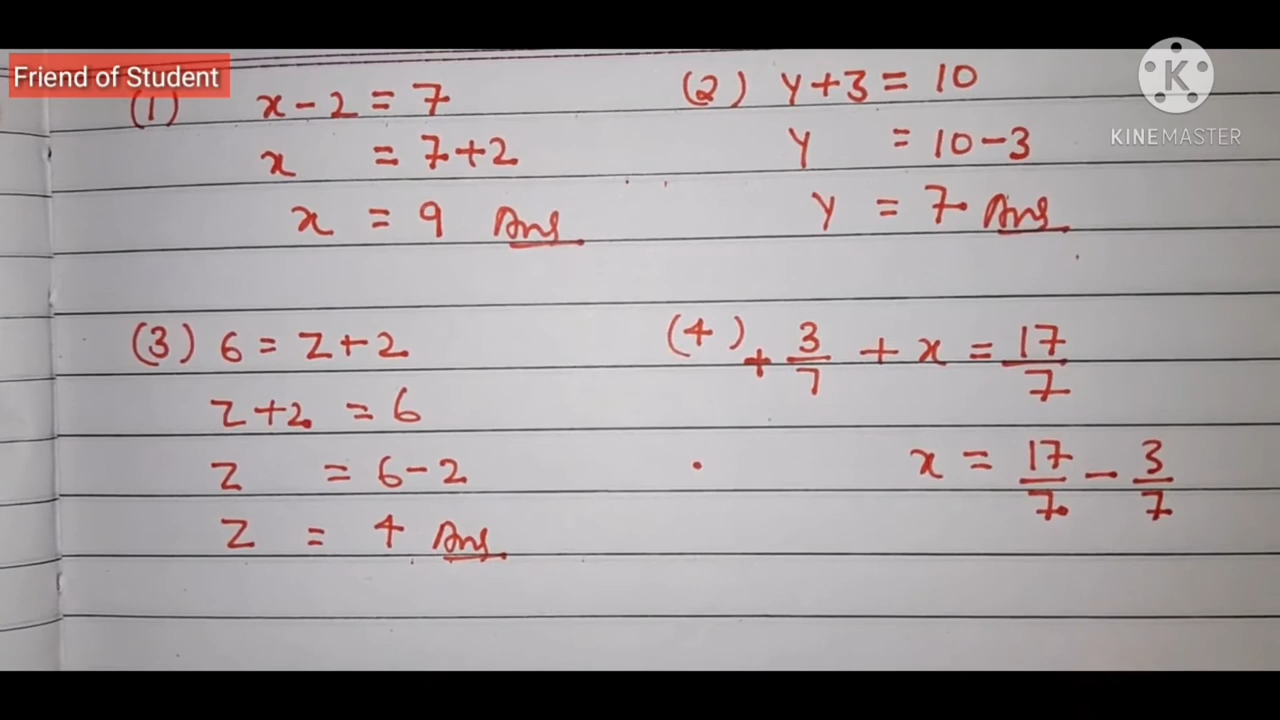 Friend of Student
KINEMASTER
(1) x - 2 = 7
x = 7 + 2
x = 9 Ans
(2) y + 3 = 10
y = 10 - 3
y = 7 Ans
(3) 6 = z + 2
z + 2 = 6
z = 6 - 2
z = 4 Ans
(4) + 3/7 + x = 17/7
x = 17/7 - 3/7